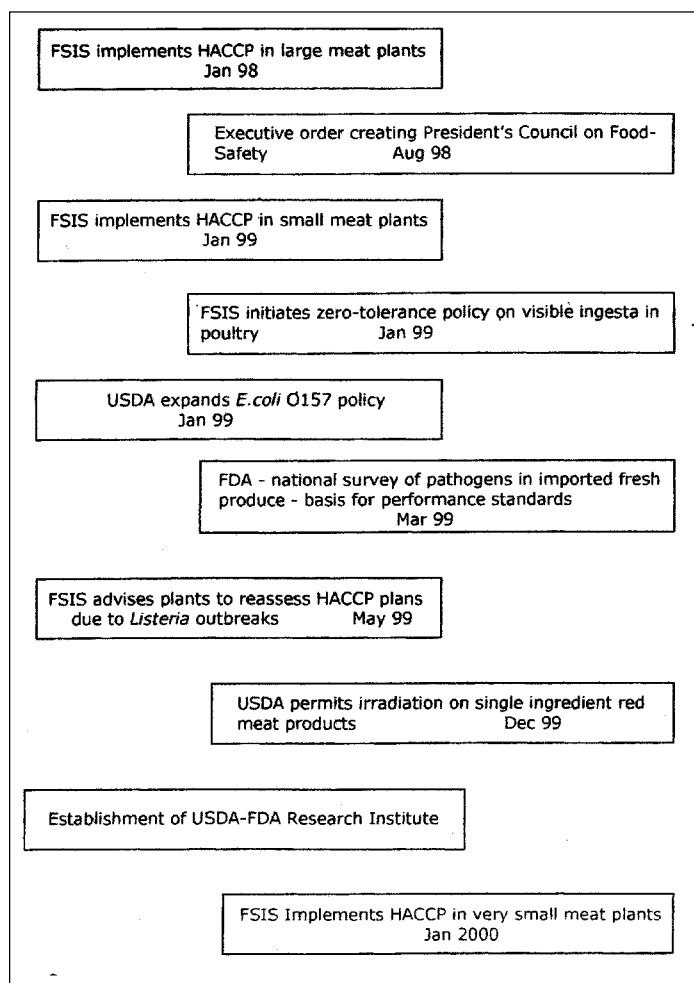 FSIS implements HACCP in large meat plants
Jan 98
Executive order creating President's Council on Food-
Safety Aug 98
FSIS implements HACCP in small meat plants
Jan 99
FSIS initiates zero-tolerance policy on visible ingesta in
poultry Jan 99
USDA expands E.coli O157 policy
Jan 99
FDA - national survey of pathogens in imported fresh
produce - basis for performance standards
Mar 99
FSIS advises plants to reassess HACCP plans
due to Listeria outbreaks May 99
USDA permits irradiation on single ingredient red
meat products Dec 99
Establishment of USDA-FDA Research Institute
FSIS Implements HACCP in very small meat plants
Jan 2000